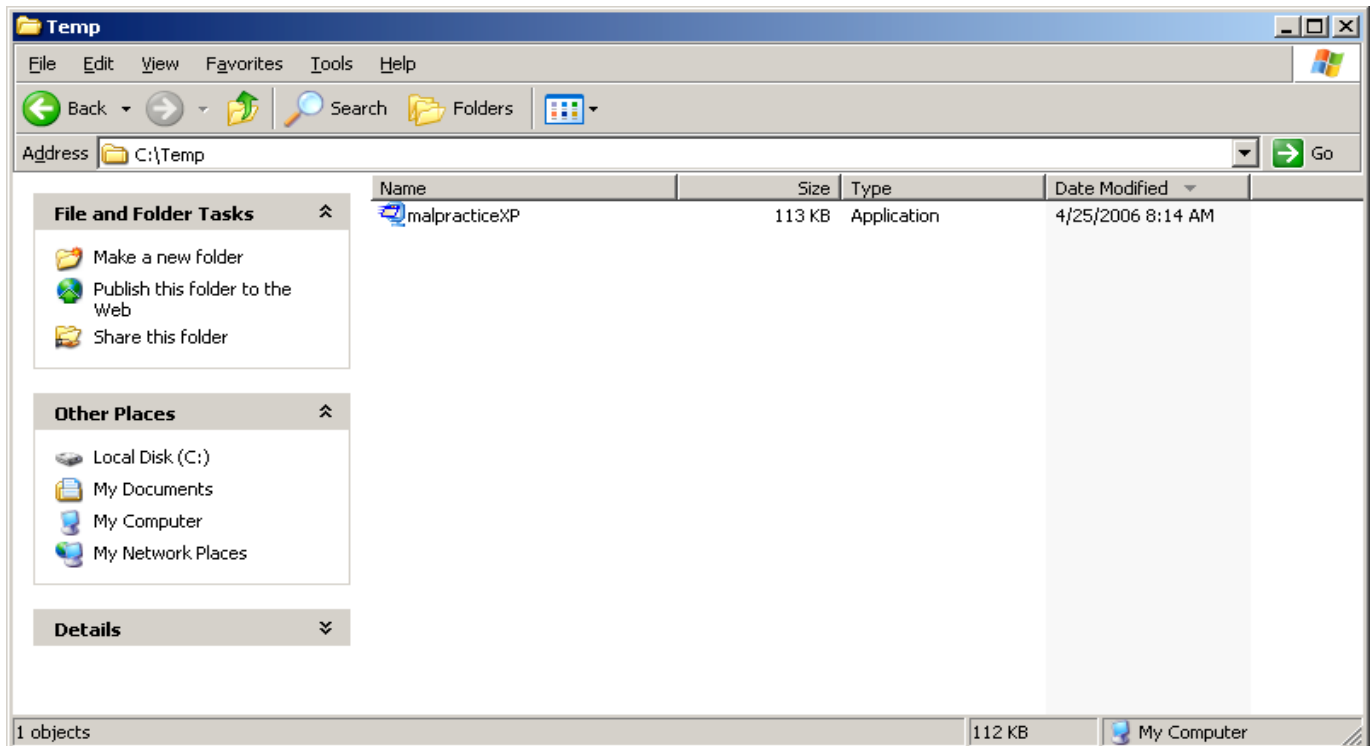 Temp
File Edit View Favorites Tools Help
Back Search Folders
Address C:\Temp Go
Name Size Type Date Modified
malpracticeXP 113 KB Application 4/25/2006 8:14 AM
File and Folder Tasks
Make a new folder
Publish this folder to the
Web
Share this folder
Other Places
Local Disk (C:)
My Documents
My Computer
My Network Places
Details
1 objects 112 KB My Computer